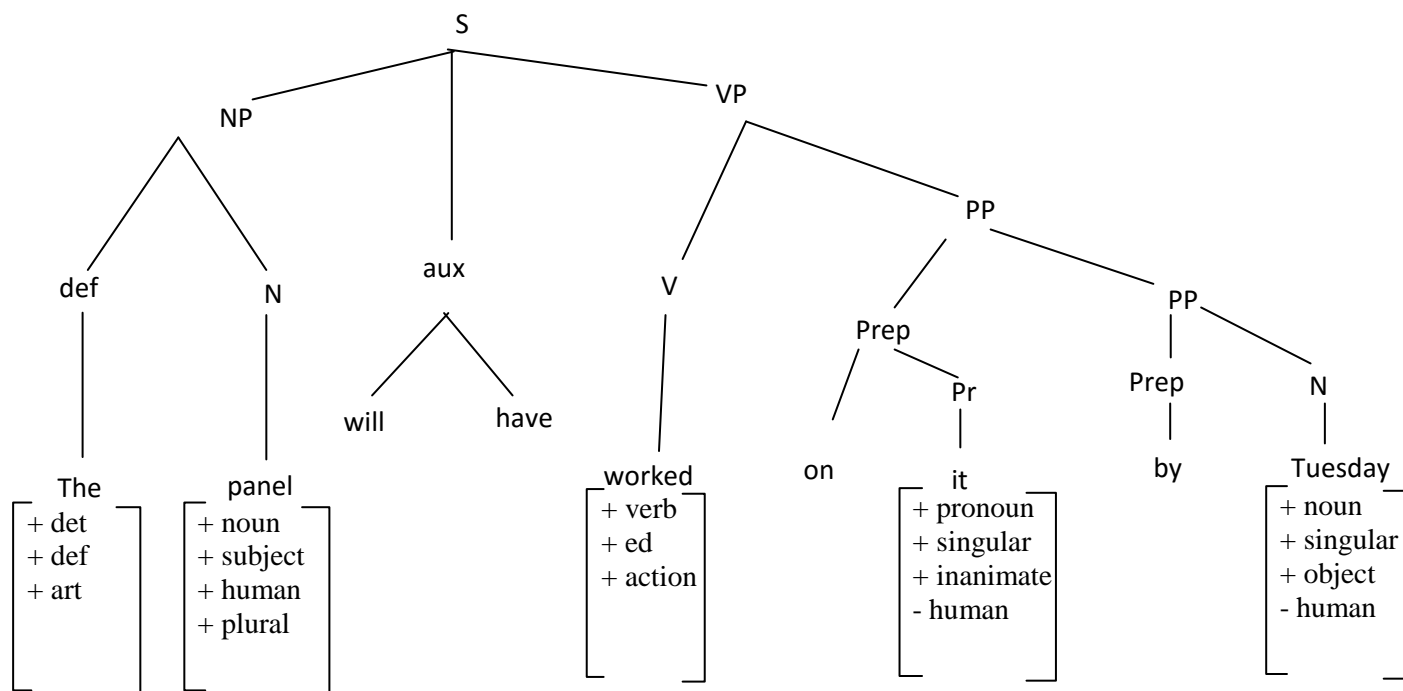 S
NP
VP
PP
def
N
aux
V
PP
Prep
Pr
Prep
N
will
have
The
panel
worked
on
it
by
Tuesday
+ det
+ def
+ art
+ noun
+ subject
+ human
+ plural
+ verb
+ ed
+ action
+ pronoun
+ singular
+ inanimate
- human
+ noun
+ singular
+ object
- human